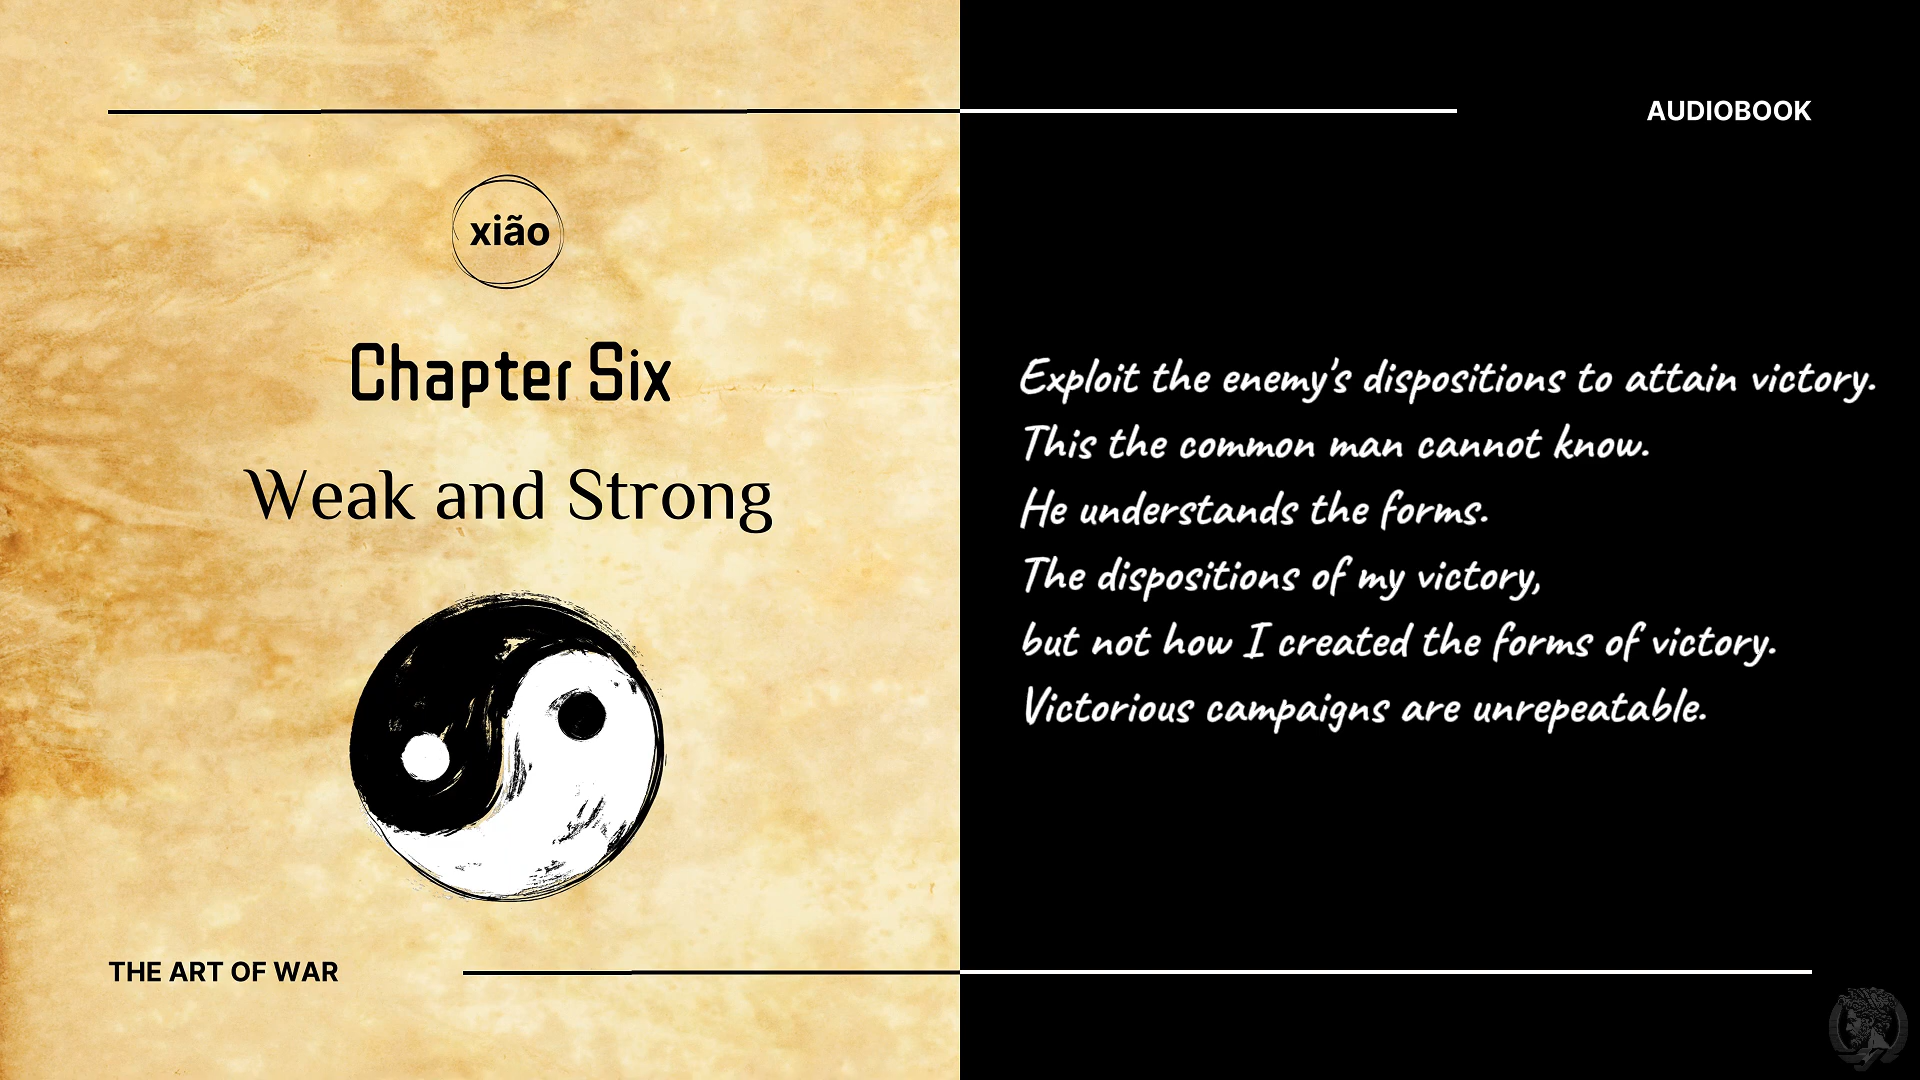 xião
Chapter Six
Weak and Strong
THE ART OF WAR
AUDIOBOOK
Exploit the enemy's dispositions to attain victory.
This the common man cannot know.
He understands the forms.
The dispositions of my victory,
but not how I created the forms of victory.
Victorious campaigns are unrepeatable.